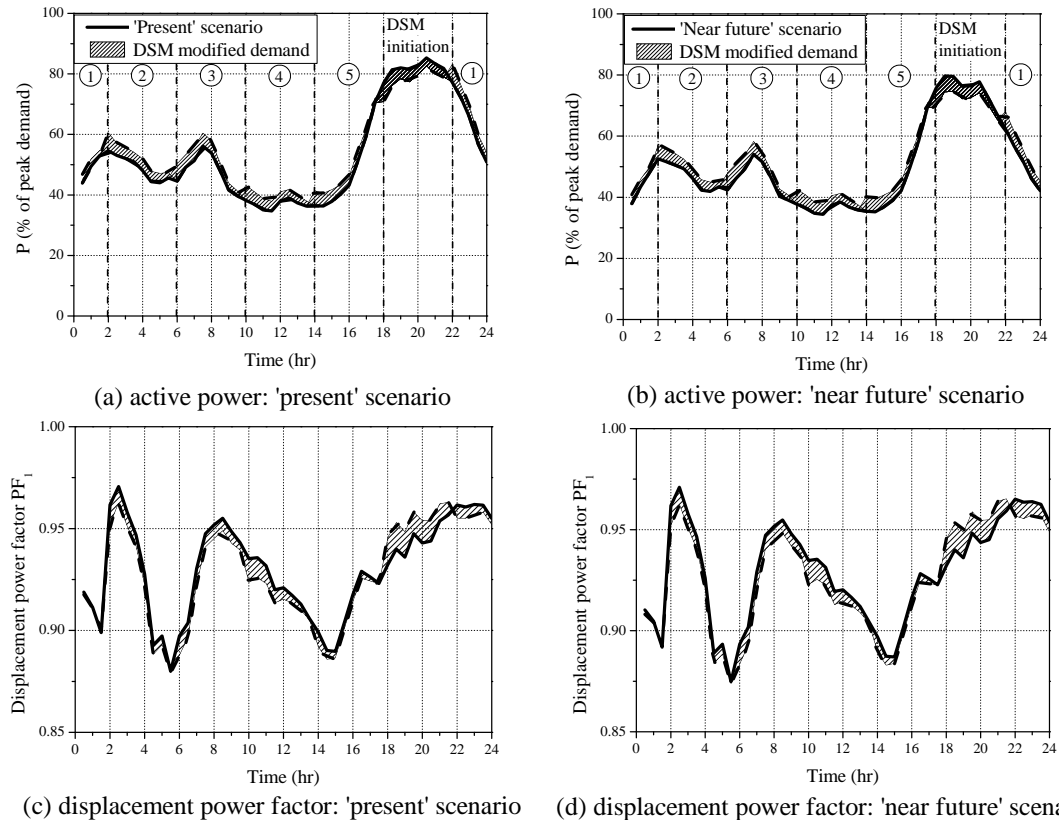 'Present' scenario
DSM modified demand
DSM
initiation
1 2 3 4 5 1
100
80
60
40
20
0
P (% of peak demand)
0 2 4 6 8 10 12 14 16 18 20 22 24
Time (hr)
(a) active power: 'present' scenario
'Near future' scenario
DSM modified demand
DSM
initiation
1 2 3 4 5 1
100
80
60
40
20
0
P (% of peak demand)
0 2 4 6 8 10 12 14 16 18 20 22 24
Time (hr)
(b) active power: 'near future' scenario
1.00
0.95
0.90
0.85
Displacement power factor PF1
0 2 4 6 8 10 12 14 16 18 20 22 24
Time (hr)
(c) displacement power factor: 'present' scenario
1.00
0.95
0.90
0.85
Displacement power factor PF1
0 2 4 6 8 10 12 14 16 18 20 22 24
Time (hr)
(d) displacement power factor: 'near future' scena